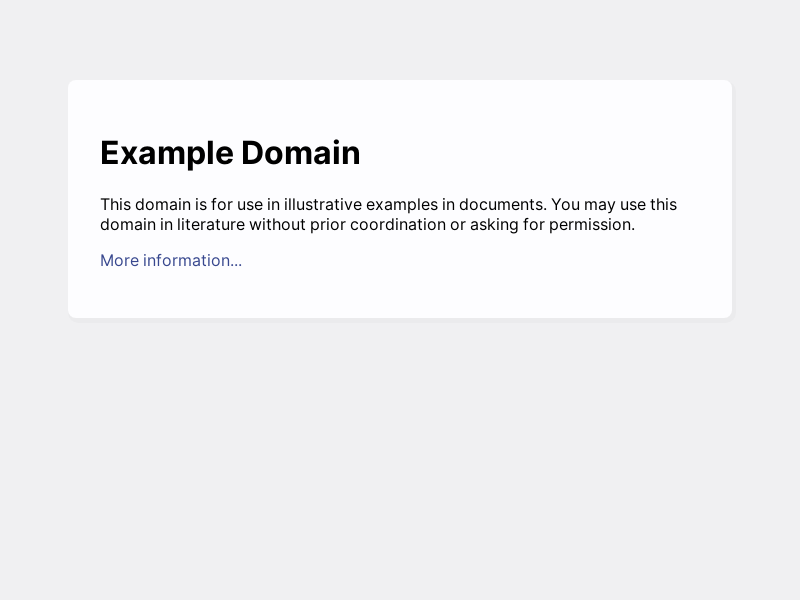 Example Domain
This domain is for use in illustrative examples in documents. You may use this
domain in literature without prior coordination or asking for permission.
More information...